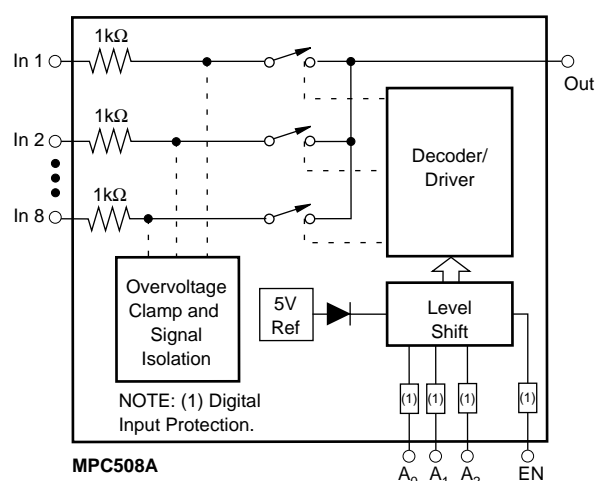 1kΩ
In 1
Out
1kΩ
In 2
Decoder/
Driver
1kΩ
In 8
Overvoltage
Clamp and
Signal
Isolation
5V
Ref
Level
Shift
(1) (1) (1) (1)
NOTE: (1) Digital
Input Protection.
MPC508A
A₀ A₁ A₂ EN